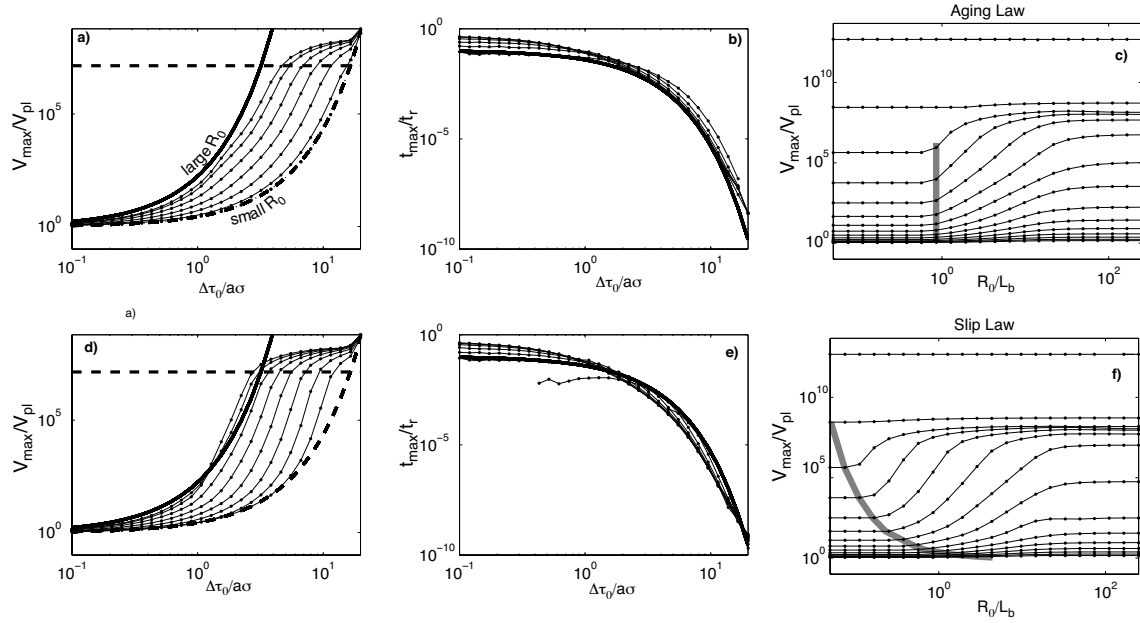 a)
V_max/V_pl
10^5
10^0
large R_0
small R_0
10^-1 10^0 10^1
Δτ_0/aσ
b)
t_max/t_r
10^0
10^-5
10^-10
10^-1 10^0 10^1
Δτ_0/aσ
Aging Law
c)
V_max/V_pl
10^10
10^5
10^0
10^0 10^2
R_0/L_b
a)
d)
V_max/V_pl
10^5
10^0
10^-1 10^0 10^1
Δτ_0/aσ
e)
t_max/t_r
10^0
10^-5
10^-10
10^-1 10^0 10^1
Δτ_0/aσ
Slip Law
f)
V_max/V_pl
10^10
10^5
10^0
10^0 10^2
R_0/L_b